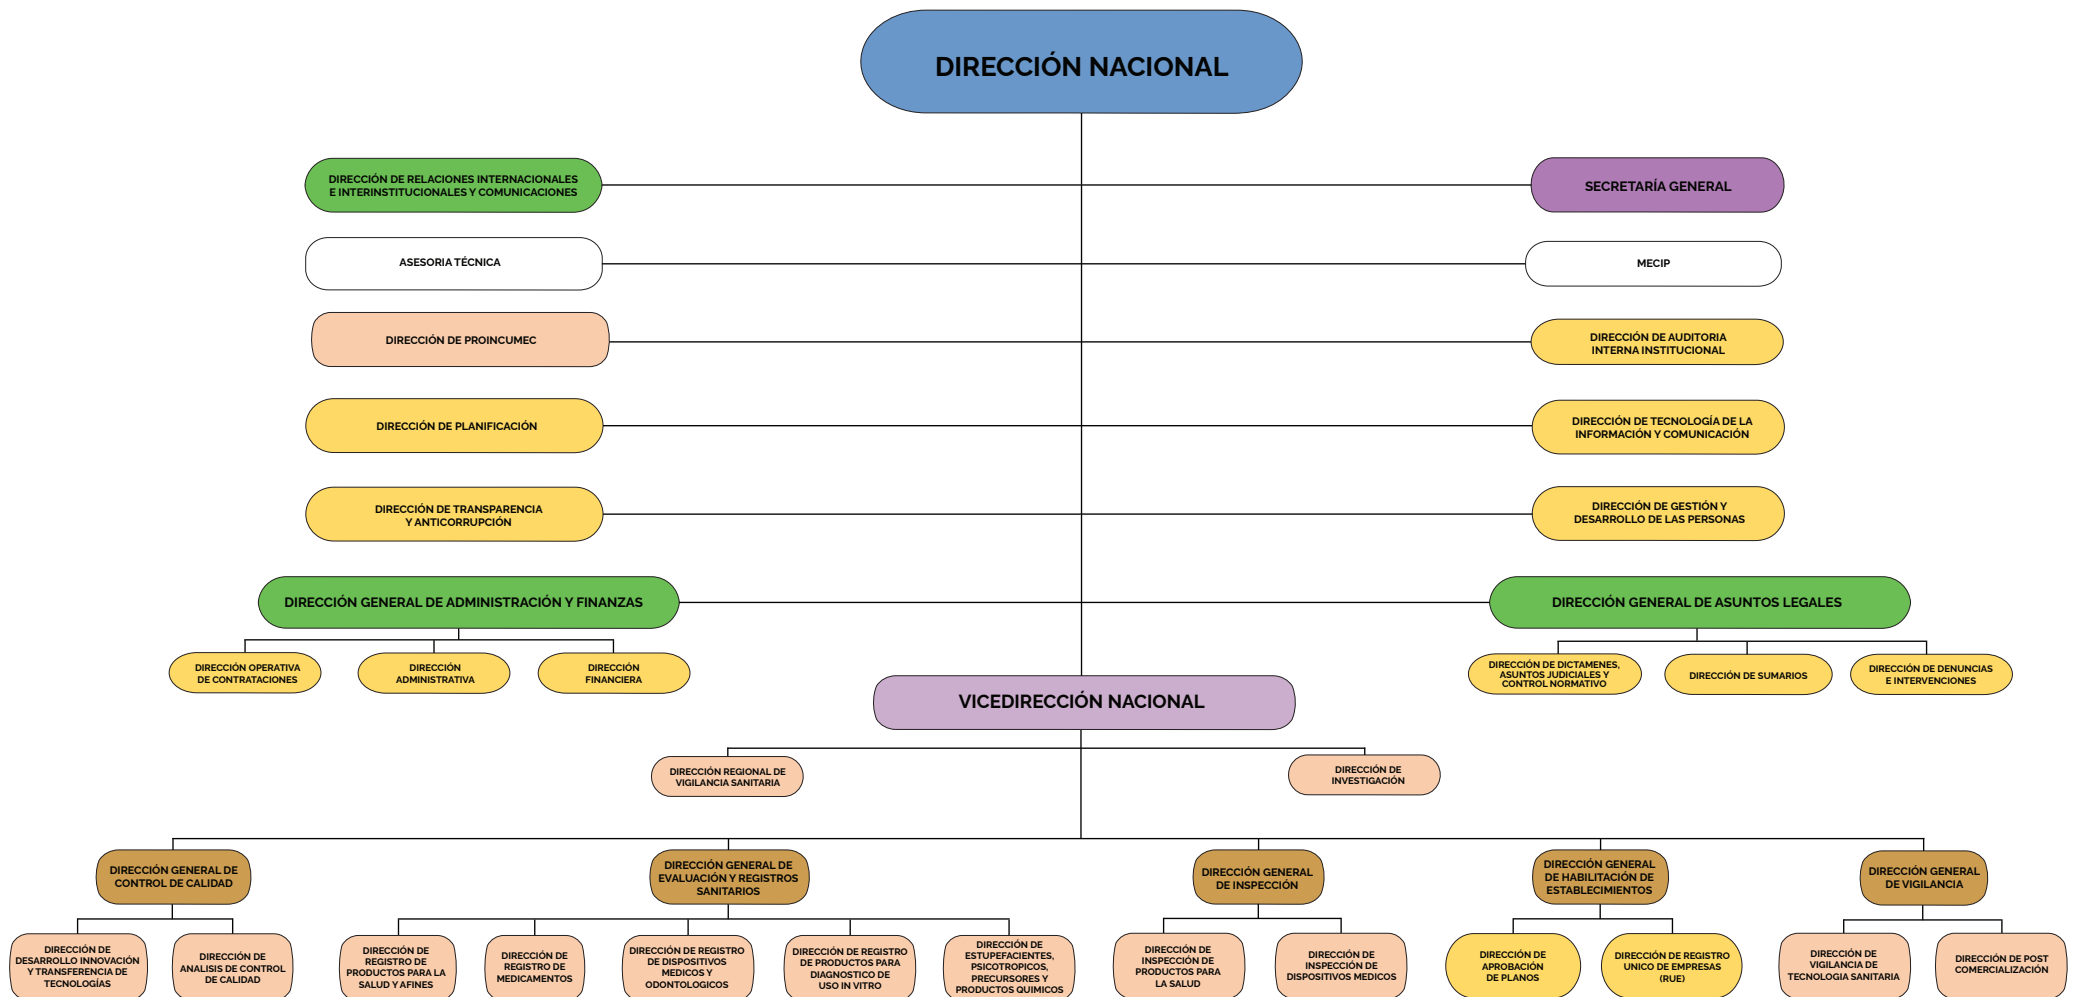 DIRECCIÓN NACIONAL
DIRECCIÓN DE RELACIONES INTERNACIONALES
E INTERINSTITUCIONALES Y COMUNICACIONES
SECRETARÍA GENERAL
ASESORIA TÉCNICA
MECIP
DIRECCIÓN DE PROINCUMEC
DIRECCIÓN DE AUDITORIA
INTERNA INSTITUCIONAL
DIRECCIÓN DE PLANIFICACIÓN
DIRECCIÓN DE TECNOLOGÍA DE LA
INFORMACIÓN Y COMUNICACIÓN
DIRECCIÓN DE TRANSPARENCIA
Y ANTICORRUPCIÓN
DIRECCIÓN DE GESTIÓN Y
DESARROLLO DE LAS PERSONAS
DIRECCIÓN GENERAL DE ADMINISTRACIÓN Y FINANZAS
DIRECCIÓN GENERAL DE ASUNTOS LEGALES
DIRECCIÓN OPERATIVA
DE CONTRATACIONES
DIRECCIÓN
ADMINISTRATIVA
DIRECCIÓN
FINANCIERA
DIRECCIÓN DE DICTAMENES,
ASUNTOS JUDICIALES Y
CONTROL NORMATIVO
DIRECCIÓN DE SUMARIOS
DIRECCIÓN DE DENUNCIAS
E INTERVENCIONES
VICEDIRECCIÓN NACIONAL
DIRECCIÓN REGIONAL DE
VIGILANCIA SANITARIA
DIRECCIÓN DE
INVESTIGACIÓN
DIRECCIÓN GENERAL DE
CONTROL DE CALIDAD
DIRECCIÓN GENERAL DE
EVALUACIÓN Y REGISTROS
SANITARIOS
DIRECCIÓN GENERAL
DE INSPECCIÓN
DIRECCIÓN GENERAL
DE HABILITACIÓN DE
ESTABLECIMIENTOS
DIRECCIÓN GENERAL
DE VIGILANCIA
DIRECCIÓN DE
DESARROLLO INNOVACIÓN
Y TRANSFERENCIA DE
TECNOLOGÍAS
DIRECCIÓN DE
ANALISIS DE CONTROL
DE CALIDAD
DIRECCIÓN DE
REGISTRO DE
PRODUCTOS PARA LA
SALUD Y AFINES
DIRECCIÓN DE
REGISTRO DE
MEDICAMENTOS
DIRECCIÓN DE REGISTRO
DE DISPOSITIVOS
MEDICOS Y
ODONTOLOGICOS
DIRECCIÓN DE REGISTRO
DE PRODUCTOS PARA
DIAGNOSTICO DE
USO IN VITRO
DIRECCIÓN DE
ESTUPEFACIENTES,
PSICOTROPICOS,
PRECURSORES Y
PRODUCTOS QUIMICOS
DIRECCIÓN DE
INSPECCIÓN DE
PRODUCTOS PARA
LA SALUD
DIRECCIÓN DE
INSPECCIÓN DE
DISPOSITIVOS MEDICOS
DIRECCIÓN DE
APROBACIÓN
DE PLANOS
DIRECCIÓN DE REGISTRO
UNICO DE EMPRESAS
(RUE)
DIRECCIÓN DE
VIGILANCIA DE
TECNOLOGIA SANITARIA
DIRECCIÓN DE POST
COMERCIALIZACIÓN